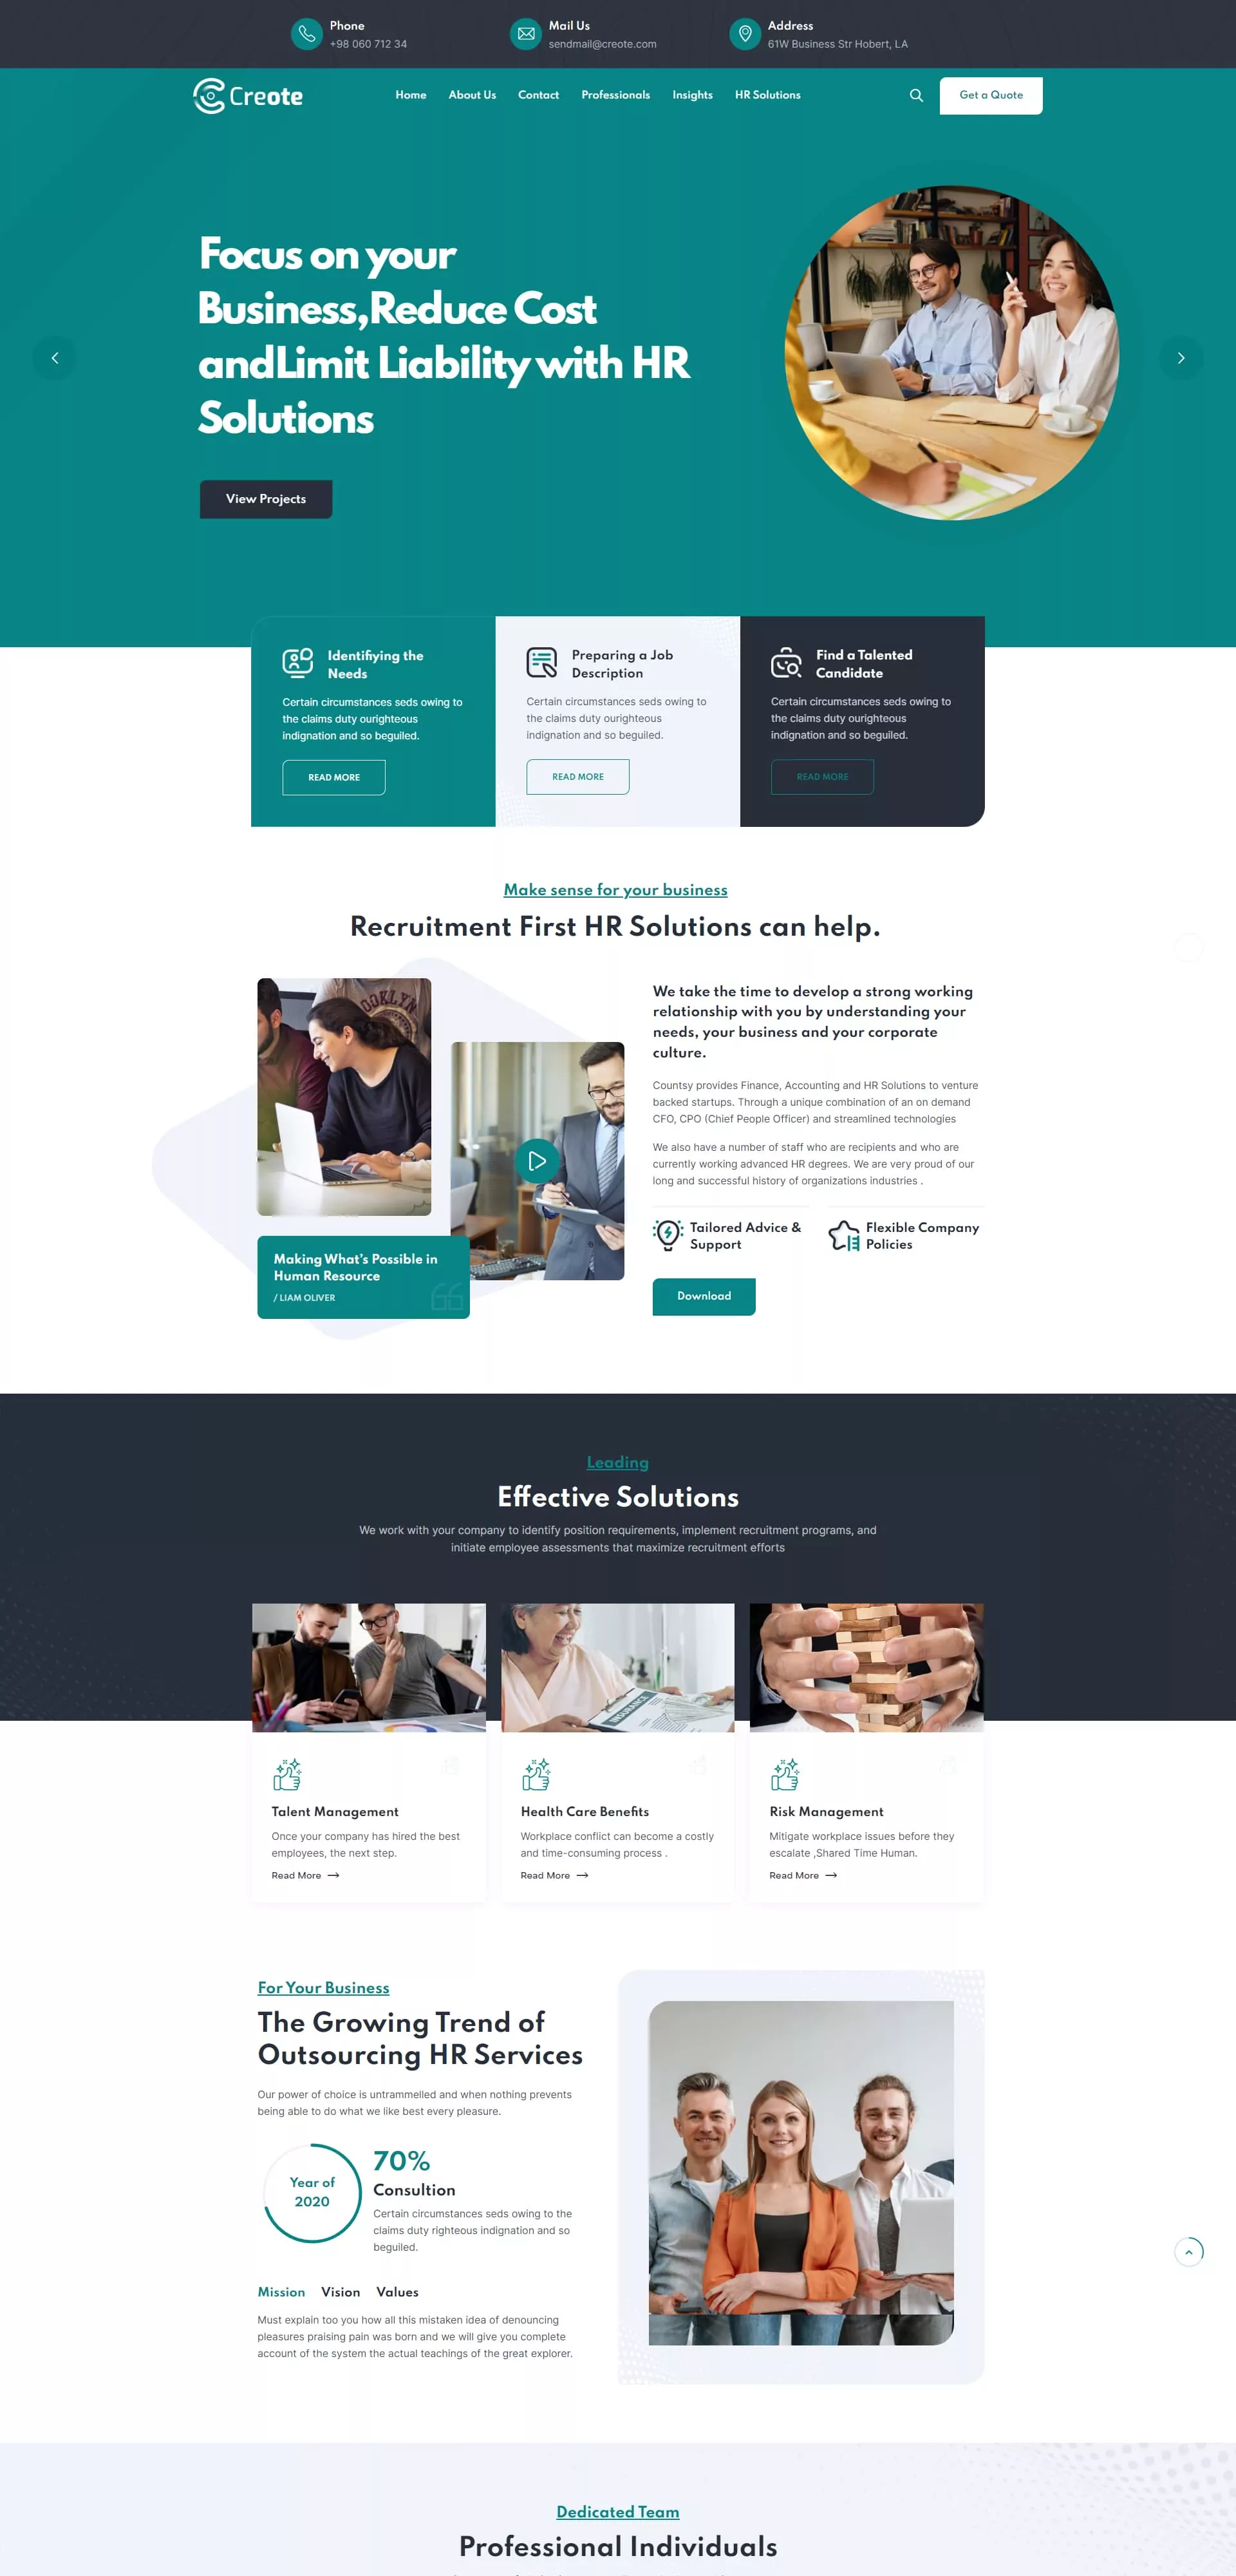 Phone
+98 060 712 34
Mail Us
sendmail@creote.com
Address
61W Business Str Hobert, LA
Creote
Home
About Us
Contact
Professionals
Insights
HR Solutions
Get a Quote
Focus on your
Business,Reduce Cost
andLimit Liability with HR
Solutions
View Projects
Identifiying the
Needs
Certain circumstances seds owing to
the claims duty ourighteous
indignation and so beguiled.
READ MORE
Preparing a Job
Description
Certain circumstances seds owing to
the claims duty ourighteous
indignation and so beguiled.
READ MORE
Find a Talented
Candidate
Certain circumstances seds owing to
the claims duty ourighteous
indignation and so beguiled.
READ MORE
Make sense for your business
Recruitment First HR Solutions can help.
OOKLYN
Making What's Possible in
Human Resource
/ LIAM OLIVER
We take the time to develop a strong working
relationship with you by understanding your
needs, your business and your corporate
culture.
Countsy provides Finance, Accounting and HR Solutions to venture
backed startups. Through a unique combination of an on demand
CFO, CPO (Chief People Officer) and streamlined technologies
We also have a number of staff who are recipients and who are
currently working advanced HR degrees. We are very proud of our
long and successful history of organizations industries .
Tailored Advice &
Support
Flexible Company
Policies
Download
Leading
Effective Solutions
We work with your company to identify position requirements, implement recruitment programs, and
initiate employee assessments that maximize recruitment efforts
INSURANCE
Talent Management
Once your company has hired the best
employees, the next step.
Read More
Health Care Benefits
Workplace conflict can become a costly
and time-consuming process .
Read More
Risk Management
Mitigate workplace issues before they
escalate ,Shared Time Human.
Read More
For Your Business
The Growing Trend of
Outsourcing HR Services
Our power of choice is untrammelled and when nothing prevents
being able to do what we like best every pleasure.
Year of
2020
70%
Consultion
Certain circumstances seds owing to the
claims duty righteous indignation and so
beguiled.
Mission
Vision
Values
Must explain too you how all this mistaken idea of denouncing
pleasures praising pain was born and we will give you complete
account of the system the actual teachings of the great explorer.
Dedicated Team
Professional Individuals